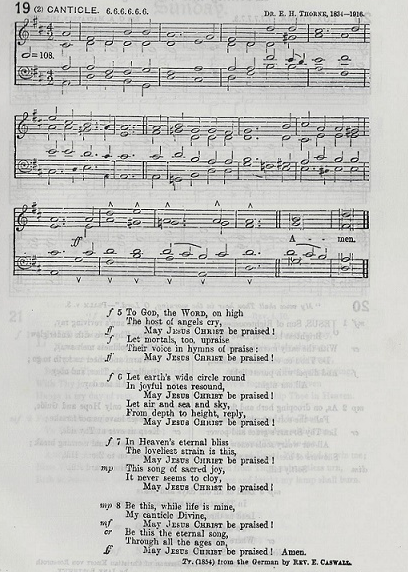 19 (2) CANTICLE. 6.6.6.6.6.6. DR. E. H. THORNE, 1834–1916.
=108.
ff
A - men.
f 5 To GOD, the WORD, on high
The host of angels cry,
ff May JESUS CHRIST be praised !
f Let mortals, too, upraise
Their voice in hymns of praise :
ff May JESUS CHRIST be praised !
f 6 Let earth's wide circle round
In joyful notes resound,
May JESUS CHRIST be praised !
Let air and sea and sky,
From depth to height, reply,
May JESUS CHRIST be praised !
f 7 In Heaven's eternal bliss
The loveliest strain is this,
May JESUS CHRIST be praised !
mp This song of sacred joy,
It never seems to cloy,
May JESUS CHRIST be praised !
mp 8 Be this, while life is mine,
My canticle Divine,
mf May JESUS CHRIST be praised !
cr Be this the eternal song,
Through all the ages on,
ff May JESUS CHRIST be praised ! Amen.
Tr. (1854) from the German by REV. E. CASWALL.